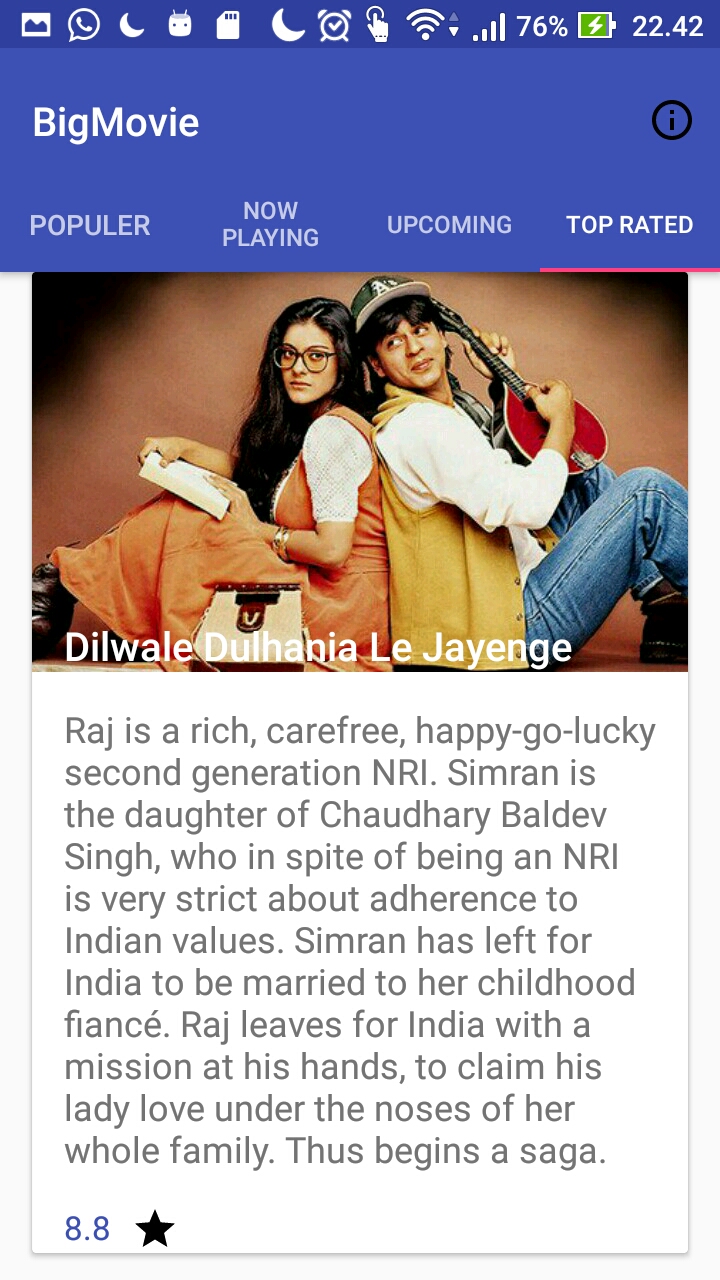 76% 22.42
BigMovie
POPULER
NOW
PLAYING
UPCOMING
TOP RATED
A
Dilwale Dulhania Le Jayenge
Raj is a rich, carefree, happy-go-lucky
second generation NRI. Simran is
the daughter of Chaudhary Baldev
Singh, who in spite of being an NRI
is very strict about adherence to
Indian values. Simran has left for
India to be married to her childhood
fiancé. Raj leaves for India with a
mission at his hands, to claim his
lady love under the noses of her
whole family. Thus begins a saga.
8.8